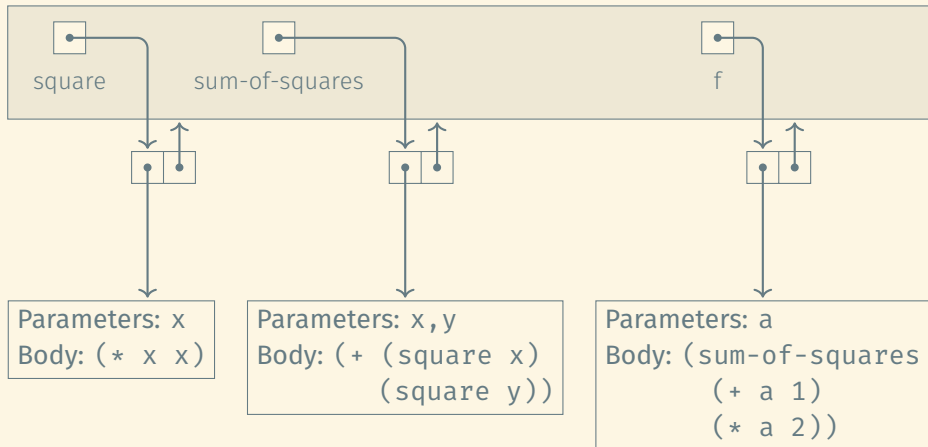 square
sum-of-squares
f
Parameters: x
Body: (* x x)
Parameters: x,y
Body: (+ (square x)
(square y))
Parameters: a
Body: (sum-of-squares
(+ a 1)
(* a 2))